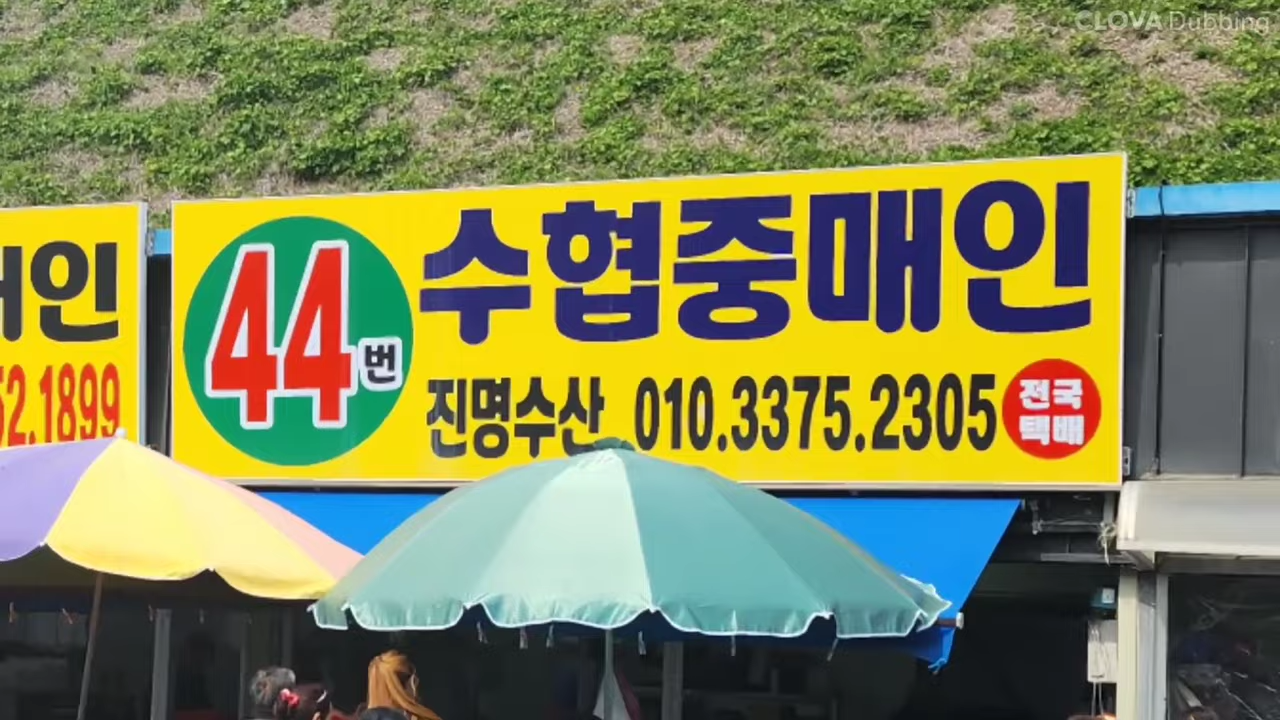 CLOVA Dubbing
인
52.1899
44번
수협중매인
진명수산 010.3375.2305
전국
택배